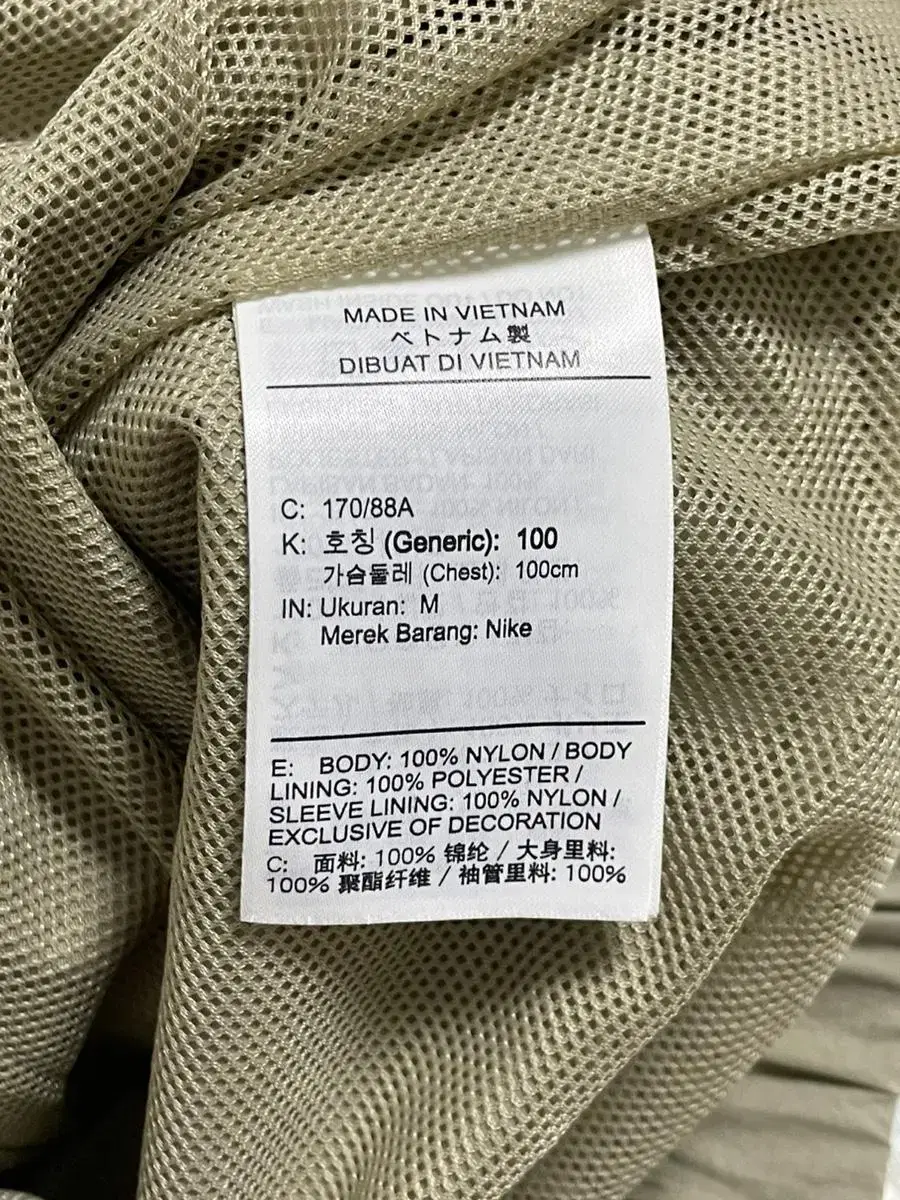 MADE IN VIETNAM
ベトナム製
DIBUAT DI VIETNAM
C: 170/88A
K: 호칭 (Generic): 100
가슴둘레 (Chest): 100cm
IN: Ukuran: M
Merek Barang: Nike
E: BODY: 100% NYLON / BODY
LINING: 100% POLYESTER /
SLEEVE LINING: 100% NYLON /
EXCLUSIVE OF DECORATION
C: 面料: 100% 锦纶 / 大身里料:
100% 聚酯纤维 / 袖管里料: 100%